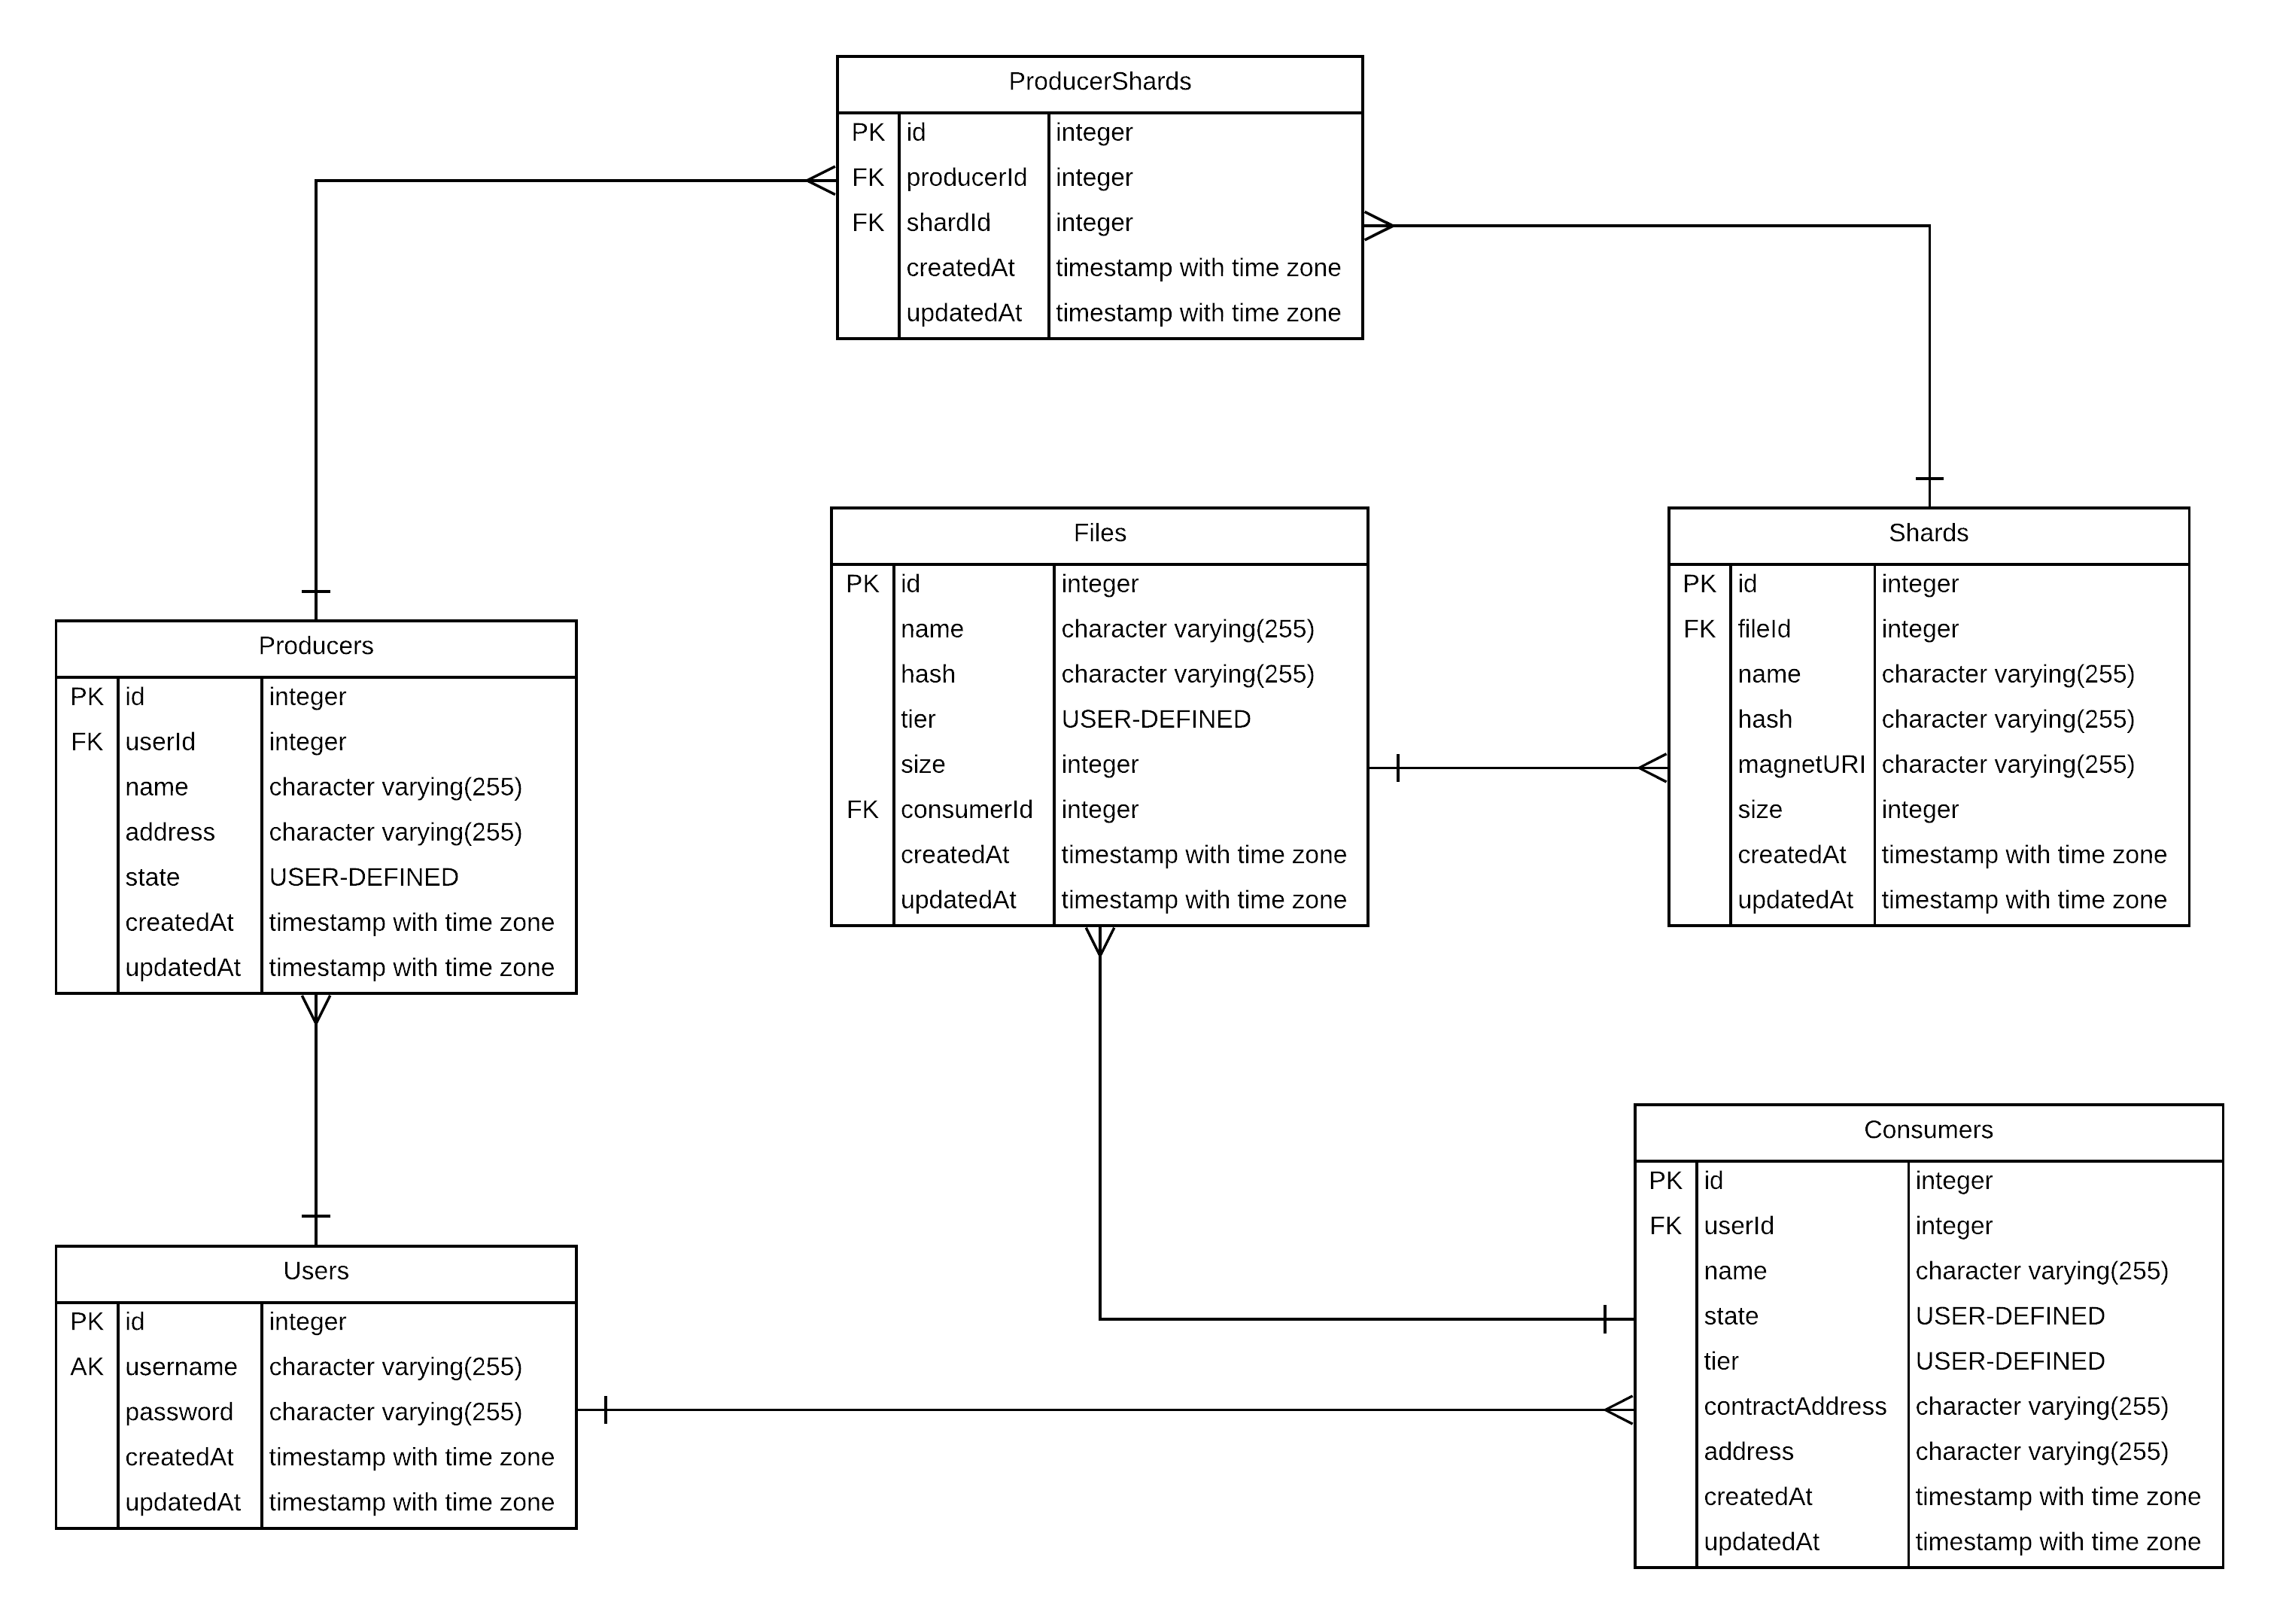 ProducerShards
PK id integer
FK producerId integer
FK shardId integer
createdAt timestamp with time zone
updatedAt timestamp with time zone
Files
PK id integer
name character varying(255)
hash character varying(255)
tier USER-DEFINED
size integer
FK consumerId integer
createdAt timestamp with time zone
updatedAt timestamp with time zone
Shards
PK id integer
FK fileId integer
name character varying(255)
hash character varying(255)
magnetURI character varying(255)
size integer
createdAt timestamp with time zone
updatedAt timestamp with time zone
Producers
PK id integer
FK userId integer
name character varying(255)
address character varying(255)
state USER-DEFINED
createdAt timestamp with time zone
updatedAt timestamp with time zone
Users
PK id integer
AK username character varying(255)
password character varying(255)
createdAt timestamp with time zone
updatedAt timestamp with time zone
Consumers
PK id integer
FK userId integer
name character varying(255)
state USER-DEFINED
tier USER-DEFINED
contractAddress character varying(255)
address character varying(255)
createdAt timestamp with time zone
updatedAt timestamp with time zone